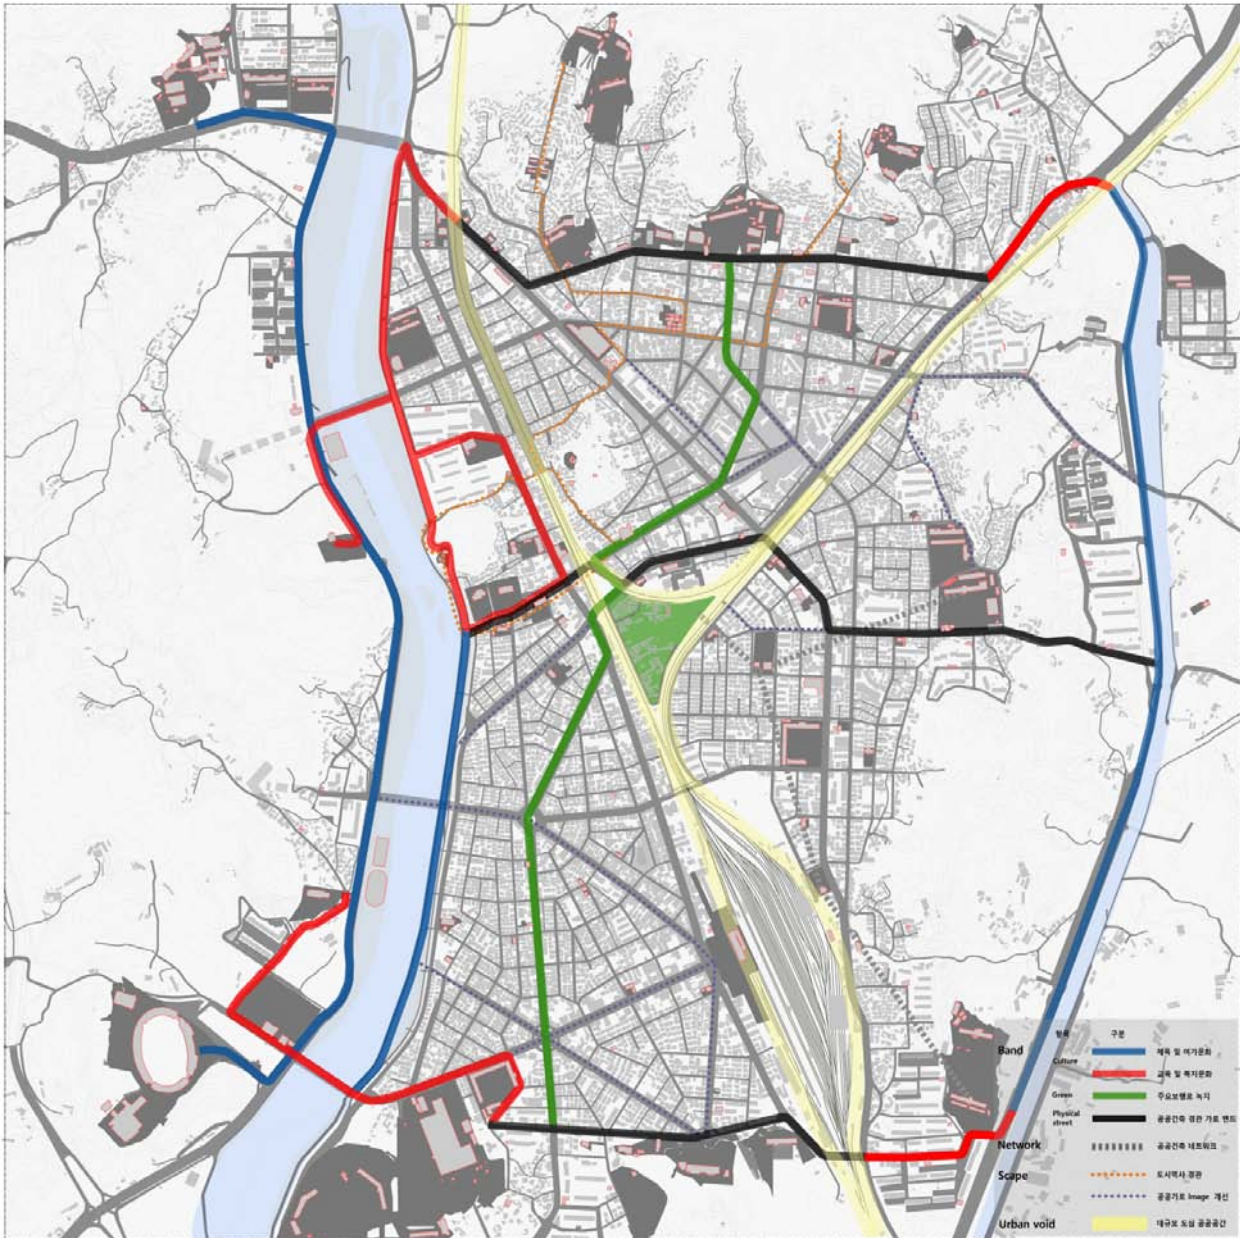 항목 구분
Band
Culture 체육 및 여가문화
교육 및 복지문화
Green 주요보행로 녹지
Physical street 공공건축 경관 가로 밴드
Network 공공건축 네트워크
Scape 도시역사 경관
공공가로 Image 개선
Urban void 대규모 도심 공공공간